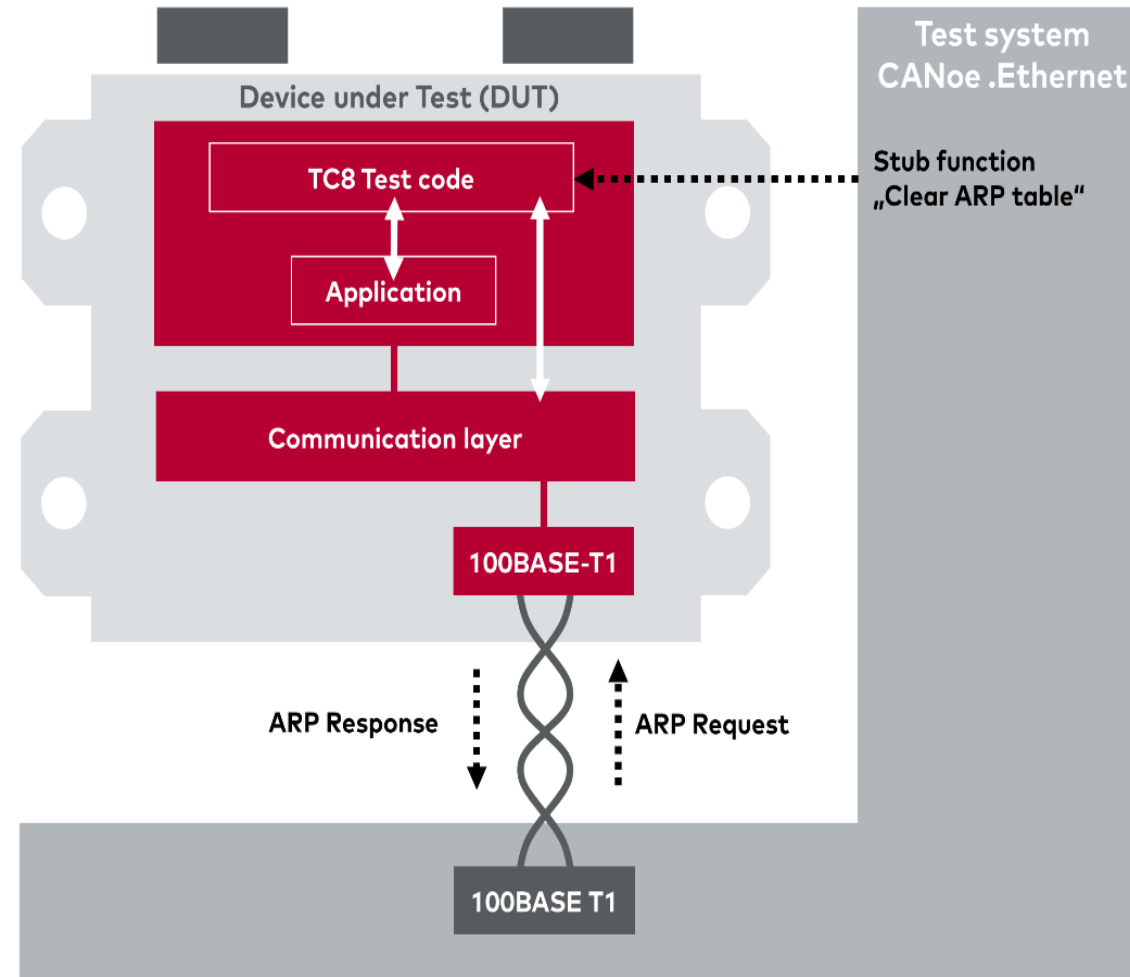 Test system
CANoe .Ethernet
Device under Test (DUT)
TC8 Test code
Stub function
„Clear ARP table“
Application
Communication layer
100BASE-T1
ARP Response
ARP Request
100BASE T1